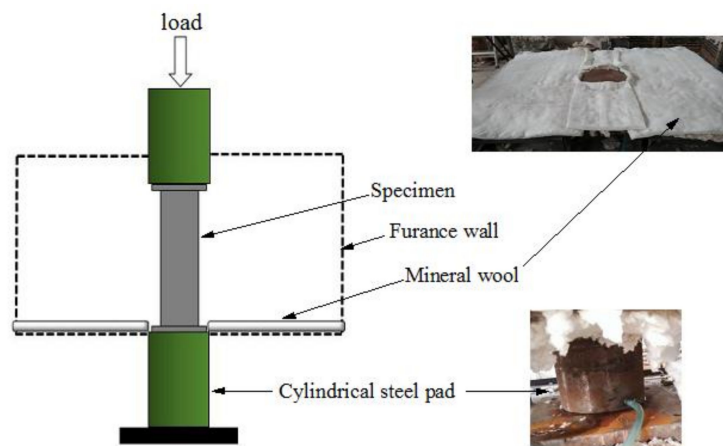 load
Specimen
Furance wall
Mineral wool
Cylindrical steel pad